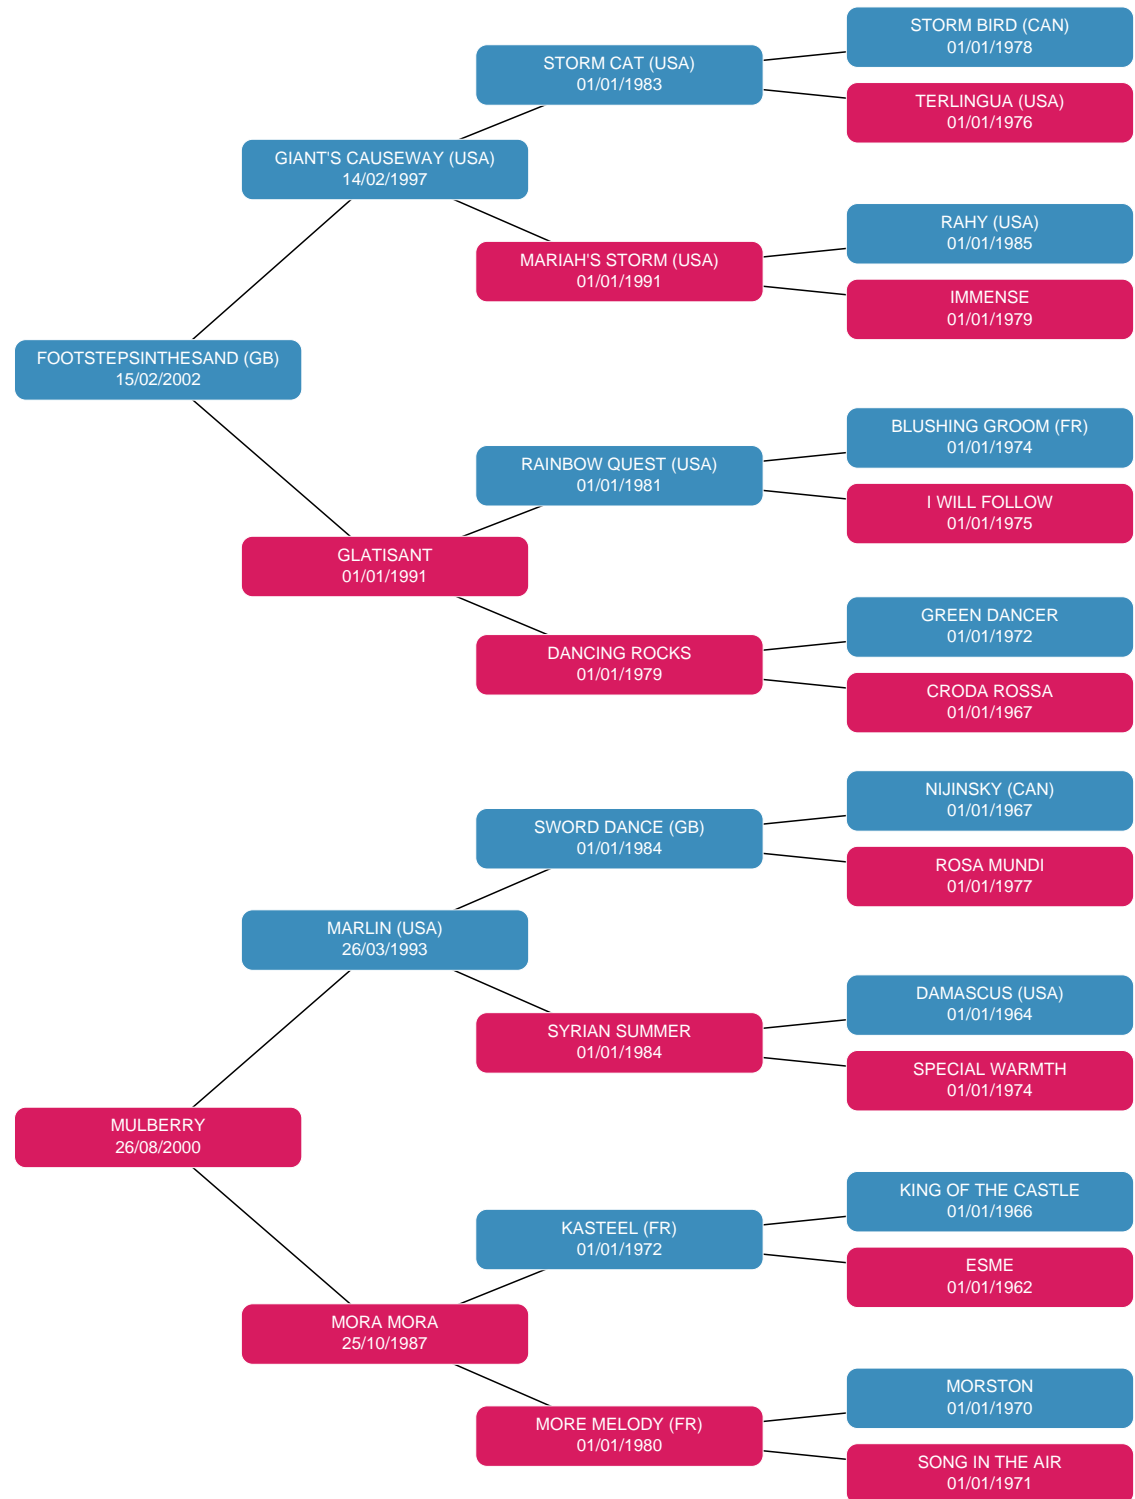 STORM BIRD (CAN)
01/01/1978
STORM CAT (USA)
01/01/1983
TERLINGUA (USA)
01/01/1976
GIANT'S CAUSEWAY (USA)
14/02/1997
RAHY (USA)
01/01/1985
MARIAH'S STORM (USA)
01/01/1991
IMMENSE
01/01/1979
FOOTSTEPSINTHESAND (GB)
15/02/2002
BLUSHING GROOM (FR)
01/01/1974
RAINBOW QUEST (USA)
01/01/1981
I WILL FOLLOW
01/01/1975
GLATISANT
01/01/1991
GREEN DANCER
01/01/1972
DANCING ROCKS
01/01/1979
CRODA ROSSA
01/01/1967
NIJINSKY (CAN)
01/01/1967
SWORD DANCE (GB)
01/01/1984
ROSA MUNDI
01/01/1977
MARLIN (USA)
26/03/1993
DAMASCUS (USA)
01/01/1964
SYRIAN SUMMER
01/01/1984
SPECIAL WARMTH
01/01/1974
MULBERRY
26/08/2000
KING OF THE CASTLE
01/01/1966
KASTEEL (FR)
01/01/1972
ESME
01/01/1962
MORA MORA
25/10/1987
MORSTON
01/01/1970
MORE MELODY (FR)
01/01/1980
SONG IN THE AIR
01/01/1971